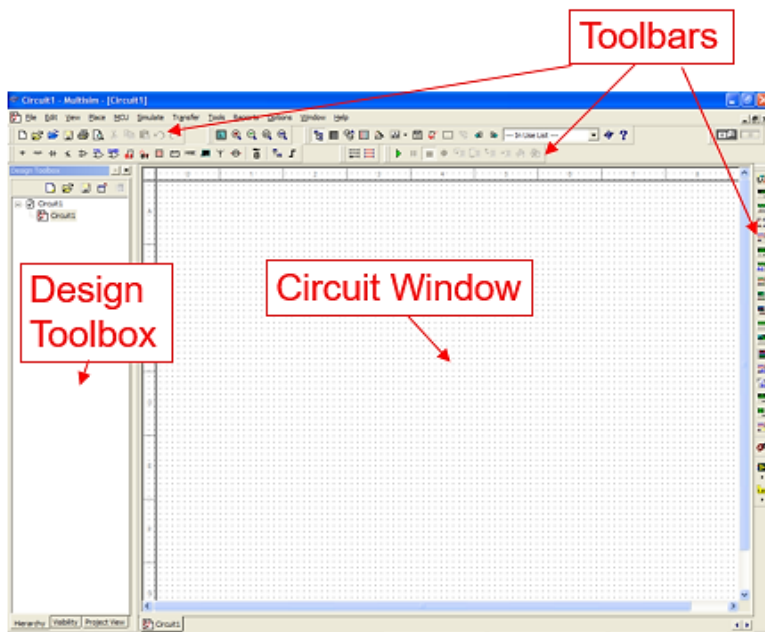 Toolbars
Circuit1 - Multisim - [Circuit1]
File Edit View Place MCU Simulate Transfer Tools Reports Options Window Help
--- In Use List ---
Design Toolbox
Circuit1
Circuit1
Design
Toolbox
Circuit Window
Hierarchy Visibility Project View
Circuit1